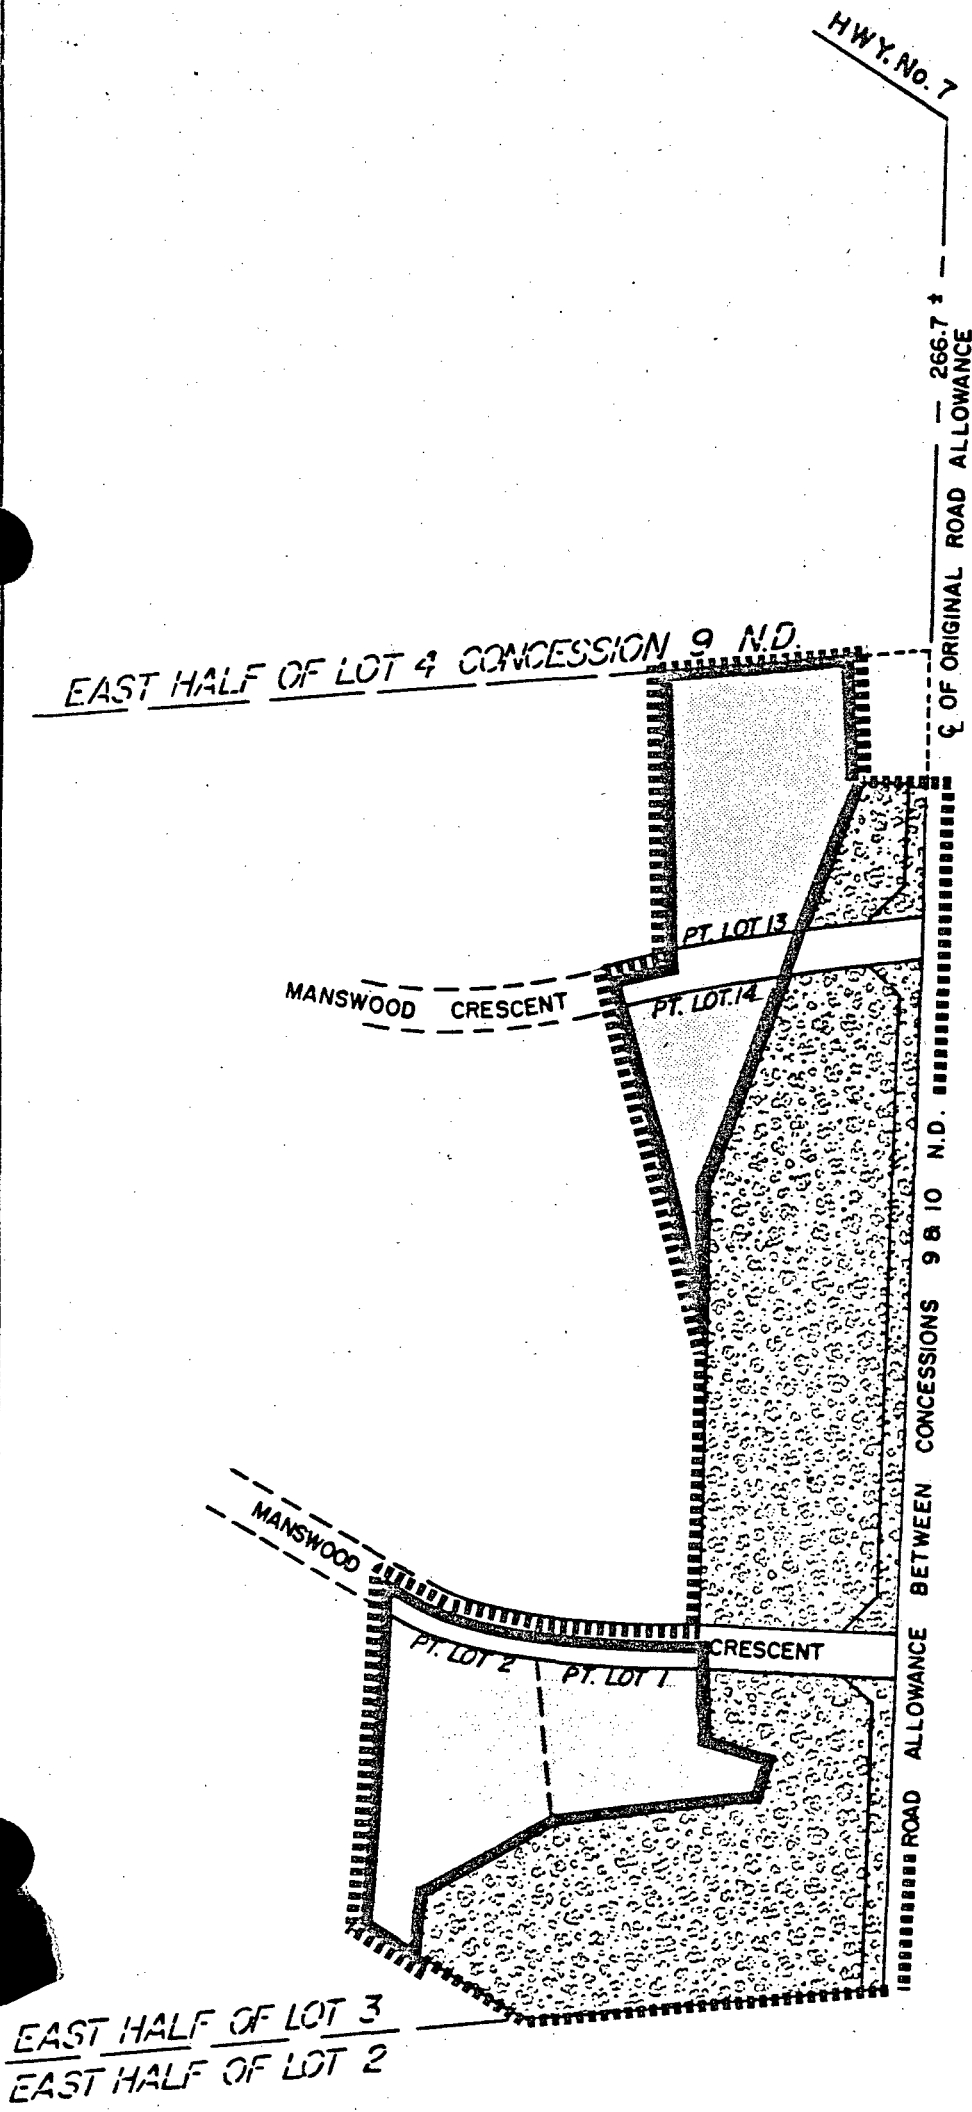 HWY. No. 7
266.7 ±
℄ OF ORIGINAL ROAD ALLOWANCE
EAST HALF OF LOT 4 CONCESSION 9 N.D.
PT. LOT 13
MANSWOOD CRESCENT
PT. LOT.14
ROAD ALLOWANCE BETWEEN CONCESSIONS 9 & 10 N.D.
MANSWOOD
CRESCENT
PT. LOT 2
PT. LOT 1
EAST HALF OF LOT 3
EAST HALF OF LOT 2